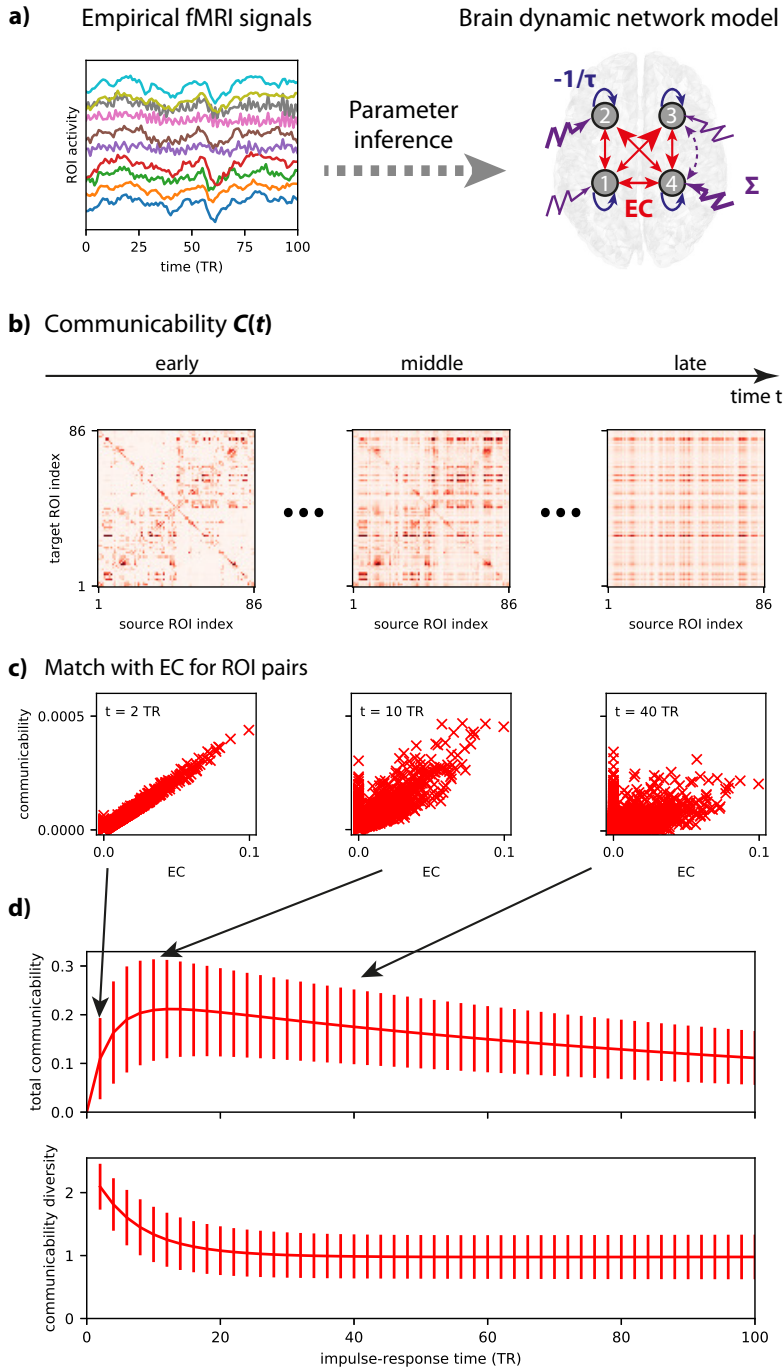 a) Empirical fMRI signals
Brain dynamic network model
ROI activity
0 25 50 75 100
time (TR)
Parameter
inference
-1/τ
2 3
1 4
EC
Σ
b) Communicability C(t)
early middle late
time t
target ROI index
86
1
1 86
source ROI index
1 86
source ROI index
1 86
source ROI index
c) Match with EC for ROI pairs
communicability
0.0005
0.0000
t = 2 TR
0.0 0.1
EC
t = 10 TR
0.0 0.1
EC
t = 40 TR
0.0 0.1
EC
d)
total communicability
0.3
0.2
0.1
0.0
communicability diversity
2
1
0
0 20 40 60 80 100
impulse-response time (TR)